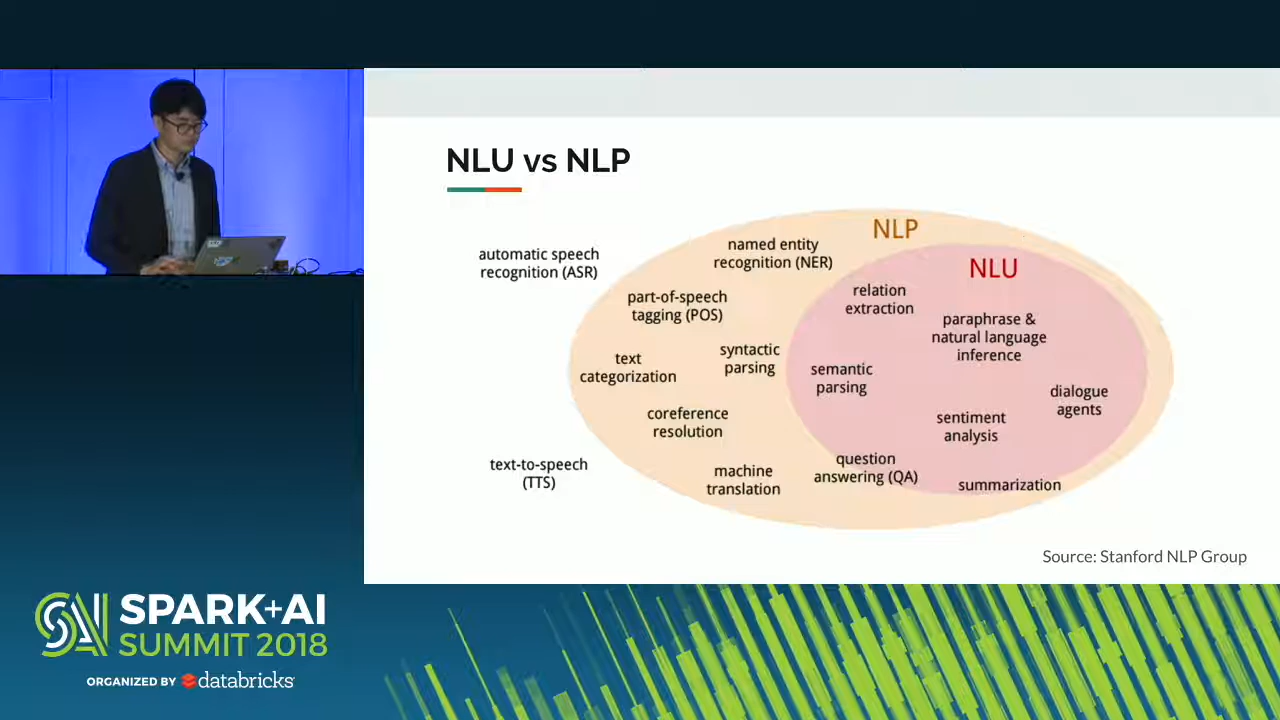 NLU vs NLP
NLP
NLU
automatic speech
recognition (ASR)
named entity
recognition (NER)
relation
extraction
part-of-speech
tagging (POS)
paraphrase &
natural language
inference
text
categorization
syntactic
parsing
semantic
parsing
dialogue
agents
coreference
resolution
sentiment
analysis
text-to-speech
(TTS)
machine
translation
question
answering (QA)
summarization
Source: Stanford NLP Group
SPARK+AI
SUMMIT 2018
ORGANIZED BY databricks